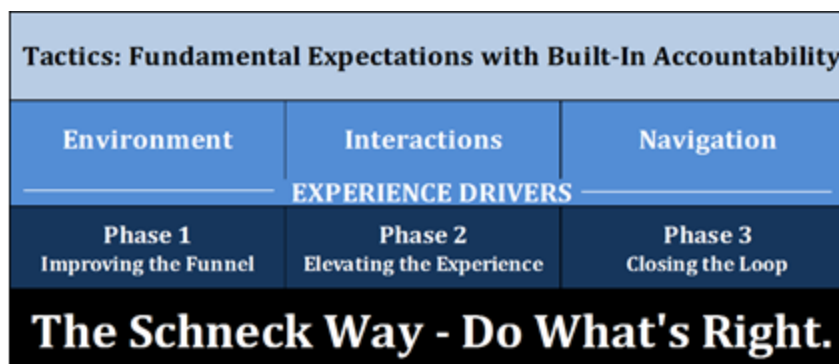 Tactics: Fundamental Expectations with Built-In Accountability
Environment Interactions Navigation
EXPERIENCE DRIVERS
Phase 1 Phase 2 Phase 3
Improving the Funnel Elevating the Experience Closing the Loop
The Schneck Way - Do What's Right.